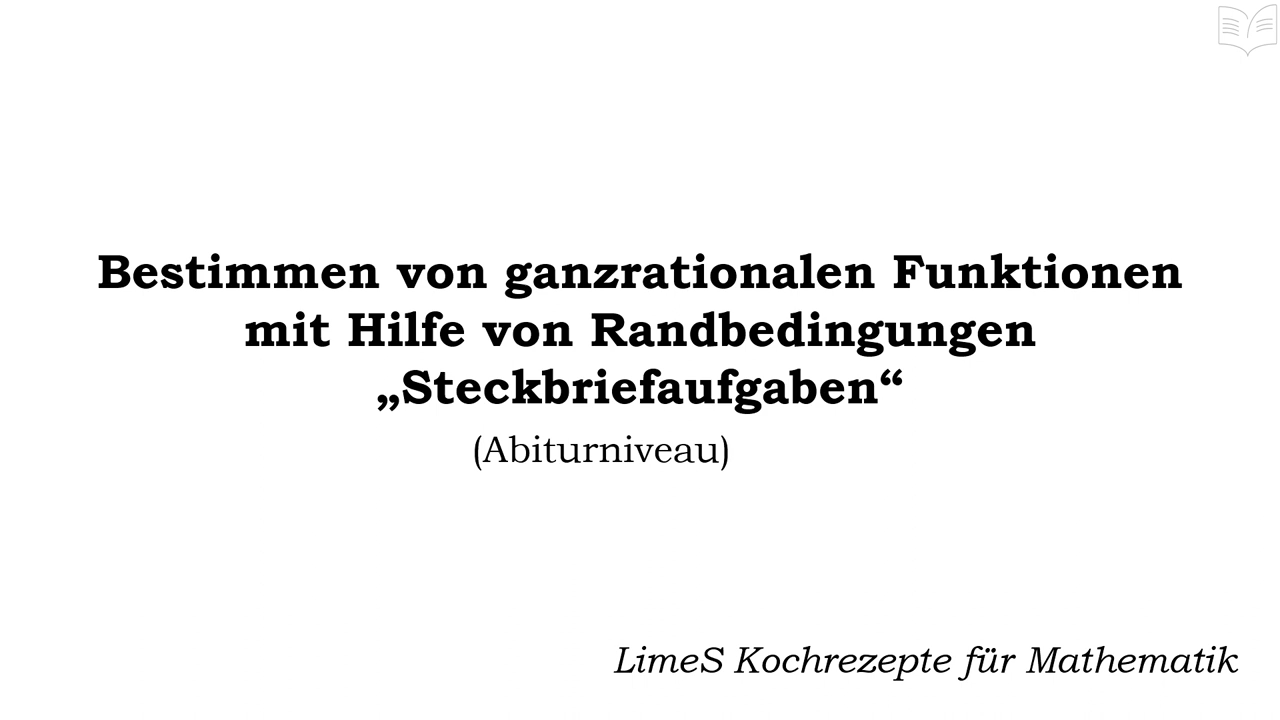 Bestimmen von ganzrationalen Funktionen
mit Hilfe von Randbedingungen
„Steckbriefaufgaben“
(Abiturniveau)
LimeS Kochrezepte für Mathematik